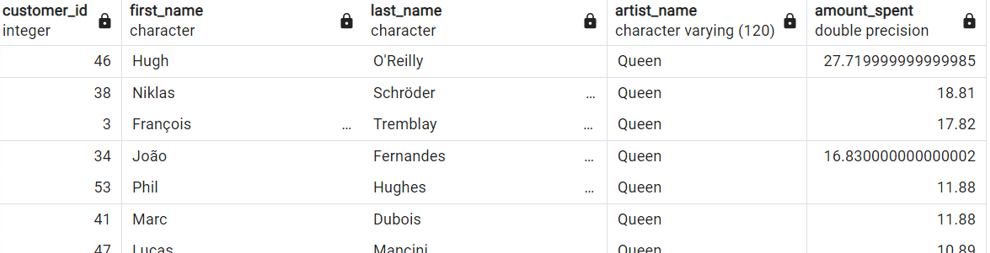 customer_id first_name last_name artist_name amount_spent
integer character character character varying (120) double precision
46 Hugh O'Reilly Queen 27.719999999999985
38 Niklas Schröder ... Queen 18.81
3 François ... Tremblay ... Queen 17.82
34 João Fernandes ... Queen 16.830000000000002
53 Phil Hughes ... Queen 11.88
41 Marc Dubois Queen 11.88
47 Lucas Mancini Queen 10.89